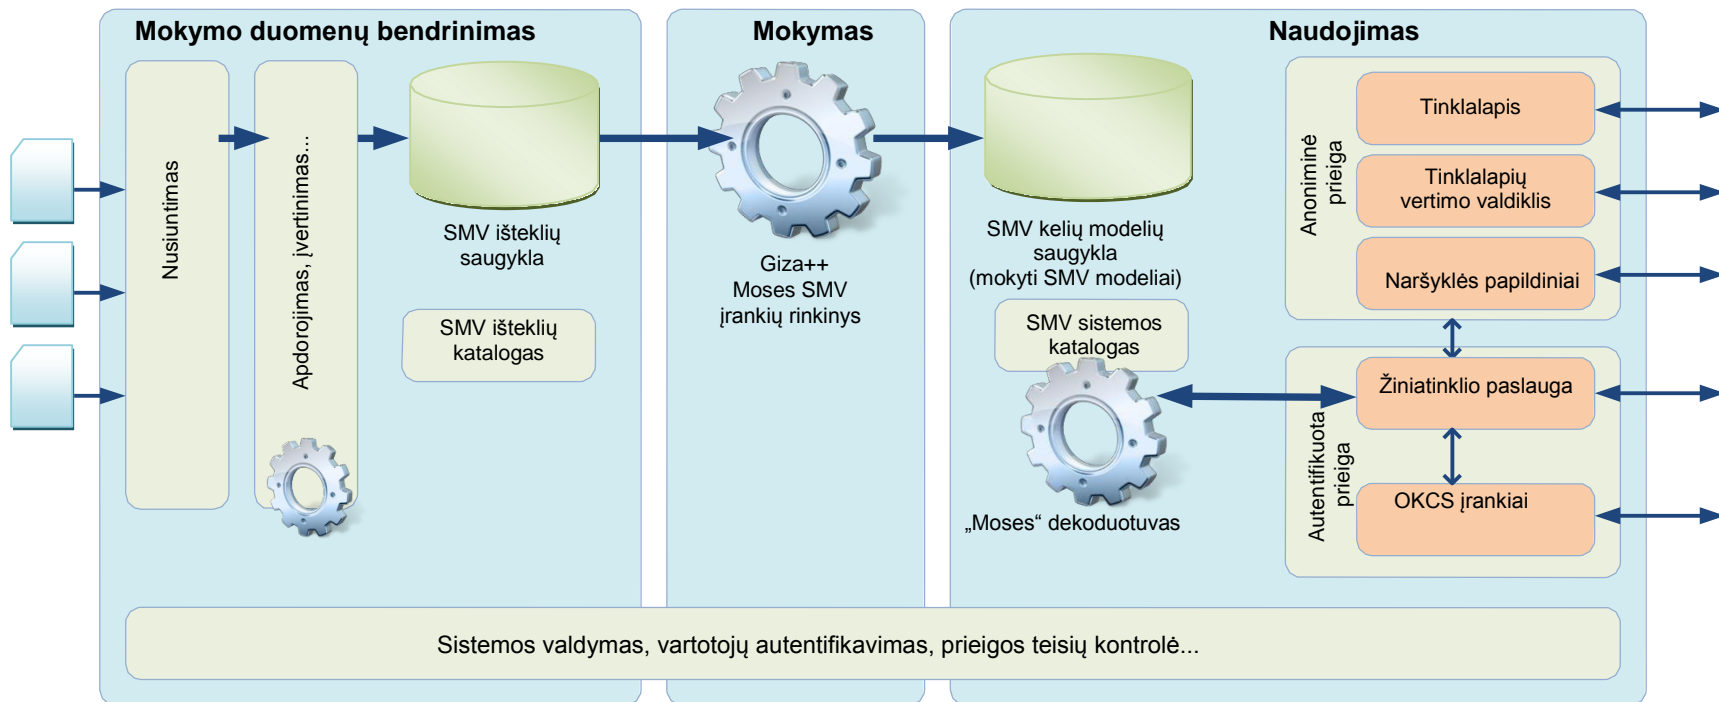 Mokymo duomenų bendrinimas
Nusiuntimas
Apdorojimas, įvertinimas...
SMV išteklių
saugykla
SMV išteklių
katalogas
Mokymas
Giza++
Moses SMV
įrankių rinkinys
Naudojimas
SMV kelių modelių
saugykla
(mokyti SMV modeliai)
SMV sistemos
katalogas
„Moses“ dekoduotuvas
Anoniminė
prieiga
Tinklalapis
Tinklalapių
vertimo valdiklis
Naršyklės papildiniai
Autentifikuota
prieiga
Žiniatinklio paslauga
OKCS įrankiai
Sistemos valdymas, vartotojų autentifikavimas, prieigos teisių kontrolė...